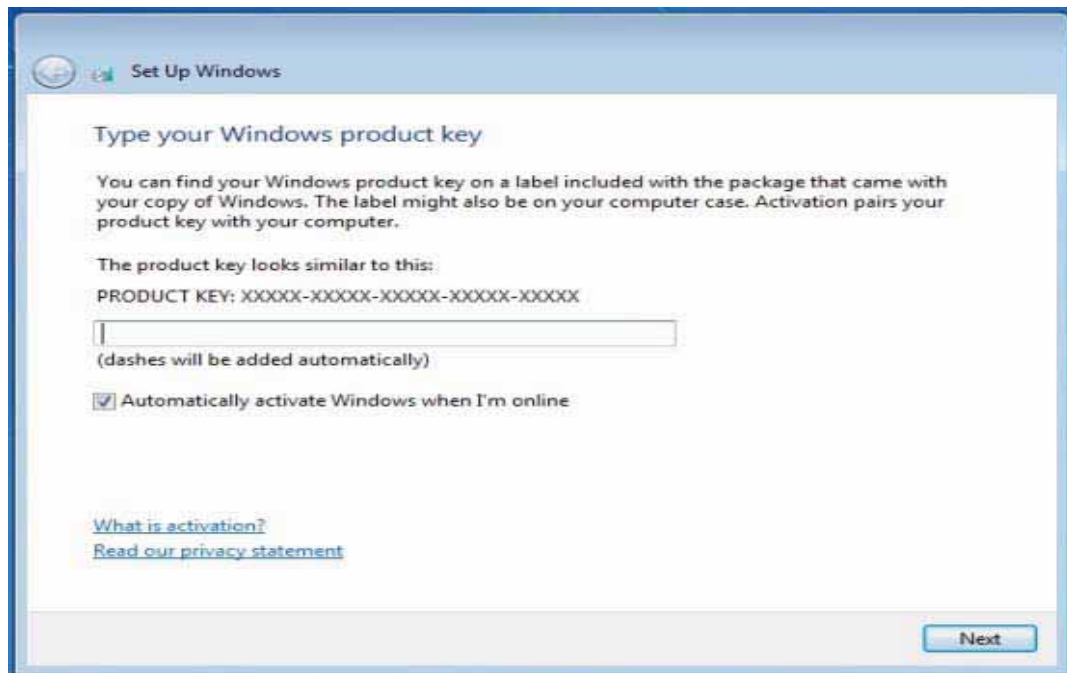 Set Up Windows
Type your Windows product key
You can find your Windows product key on a label included with the package that came with
your copy of Windows. The label might also be on your computer case. Activation pairs your
product key with your computer.
The product key looks similar to this:
PRODUCT KEY: XXXXX-XXXXX-XXXXX-XXXXX-XXXXX
(dashes will be added automatically)
Automatically activate Windows when I'm online
What is activation?
Read our privacy statement
Next